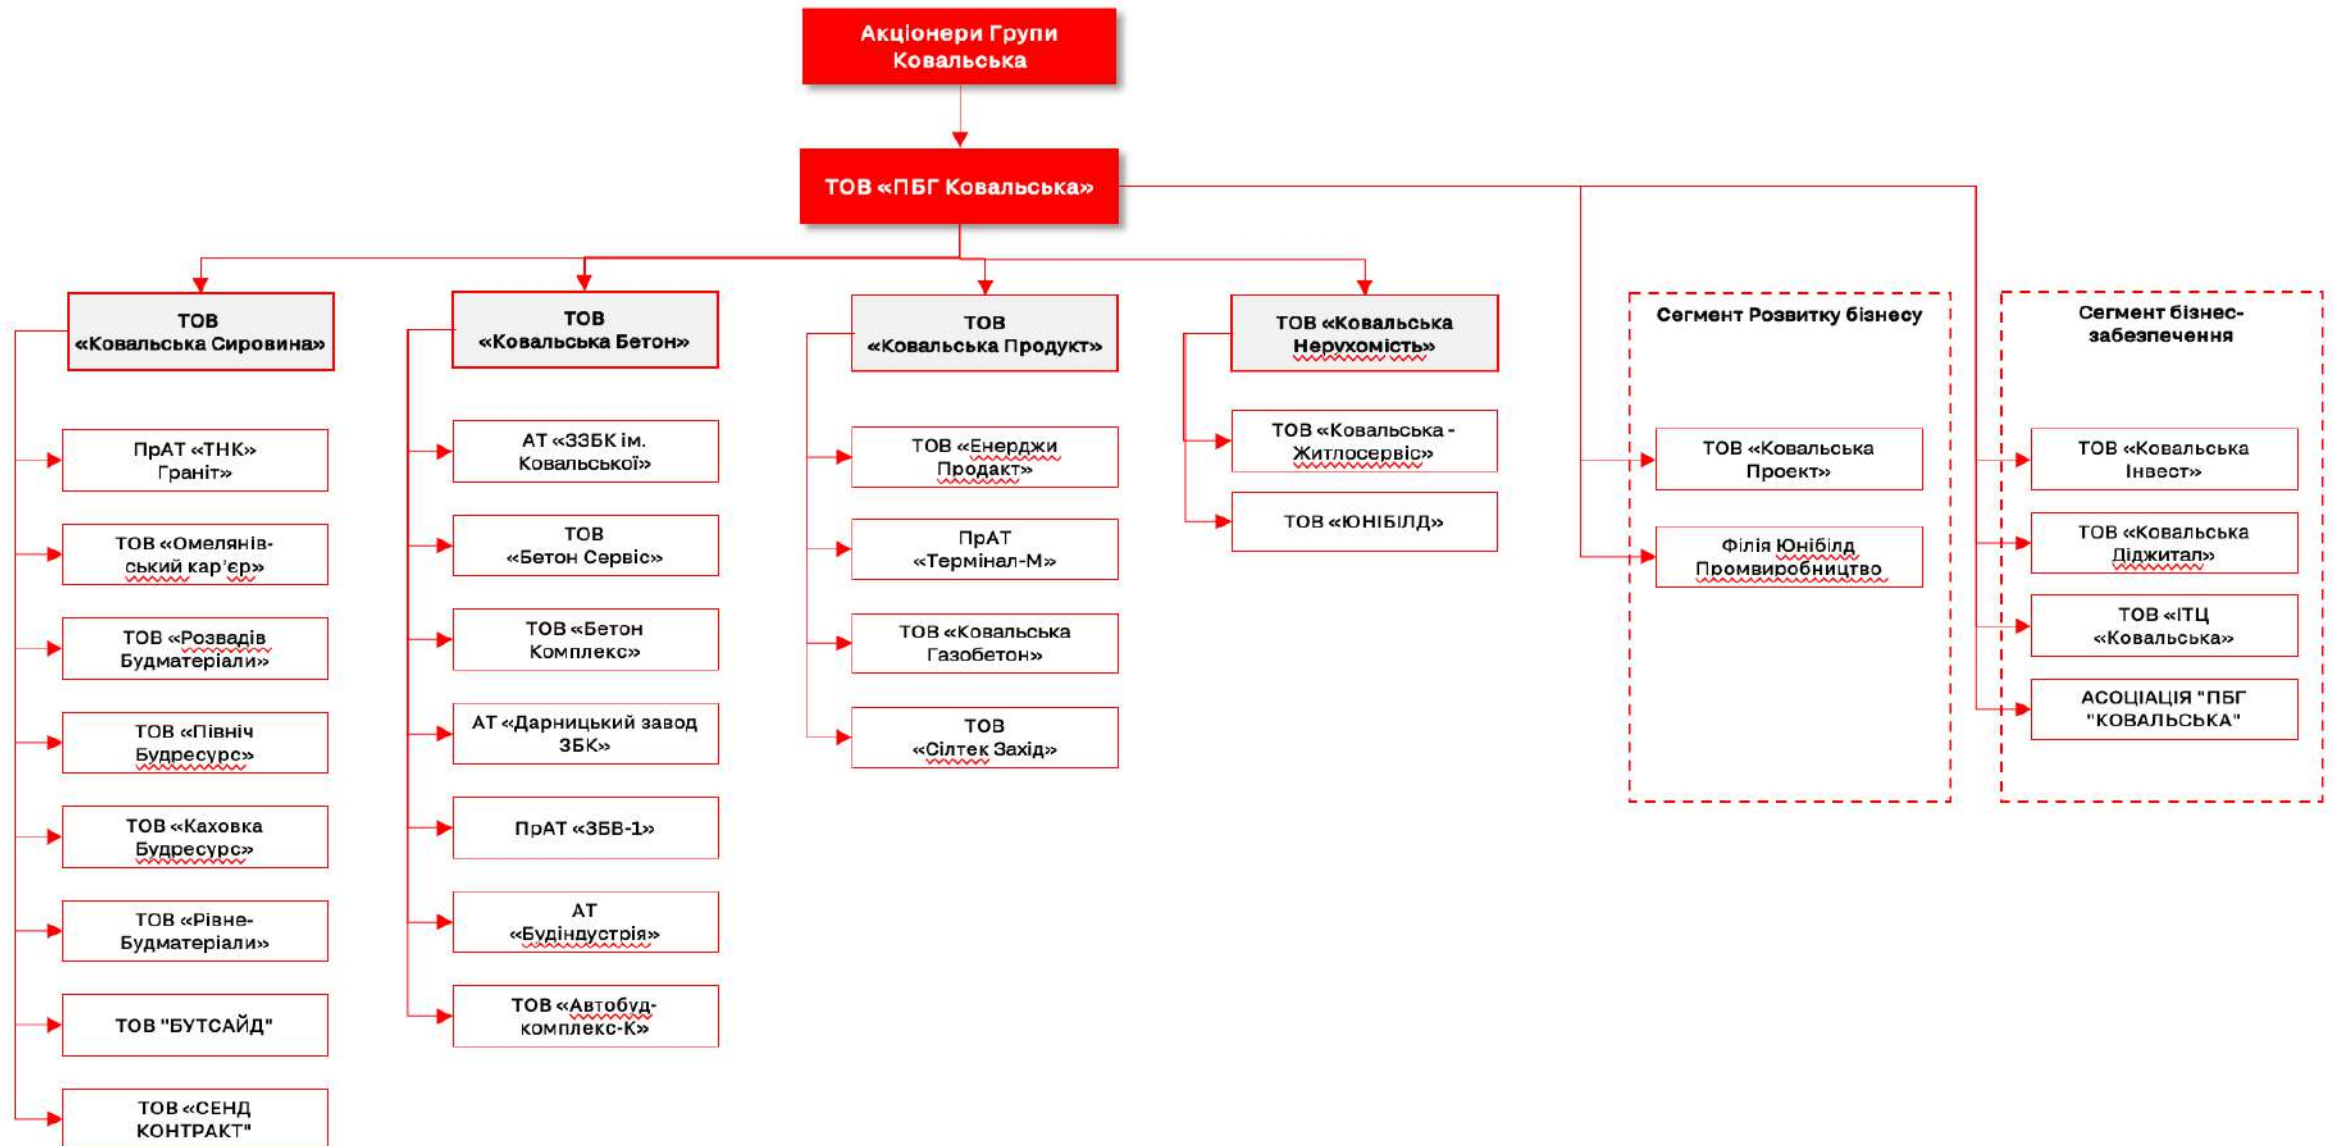 Акціонери Групи
Ковальська
ТОВ «ПБГ Ковальська»
ТОВ
«Ковальська Сировина»
ПрАТ «ТНК»
Граніт»
ТОВ «Омелянів-
ський кар'єр»
ТОВ «Розвадів
Будматеріали»
ТОВ «Північ
Будресурс»
ТОВ «Каховка
Будресурс»
ТОВ «Рівне-
Будматеріали»
ТОВ "БУТСАЙД"
ТОВ «СЕНД
КОНТРАКТ"
ТОВ
«Ковальська Бетон»
АТ «ЗЗБК ім.
Ковальської»
ТОВ
«Бетон Сервіс»
ТОВ «Бетон
Комплекс»
АТ «Дарницький завод
ЗБК»
ПрАТ «ЗБВ-1»
АТ
«Будіндустрія»
ТОВ «Автобуд-
комплекс-К»
ТОВ
«Ковальська Продукт»
ТОВ «Енерджи
Продакт»
ПрАТ
«Термінал-М»
ТОВ «Ковальська
Газобетон»
ТОВ
«Сілтек Захід»
ТОВ «Ковальська
Нерухомість»
ТОВ «Ковальська -
Житлосервіс»
ТОВ «ЮНІБІЛД»
Сегмент Розвитку бізнесу
ТОВ «Ковальська
Проект»
Філія Юнібілд
Промвиробництво
Сегмент бізнес-
забезпечення
ТОВ «Ковальська
Інвест»
ТОВ «Ковальська
Діджитал»
ТОВ «ІТЦ
«Ковальська»
АСОЦІАЦІЯ "ПБГ
"КОВАЛЬСЬКА"